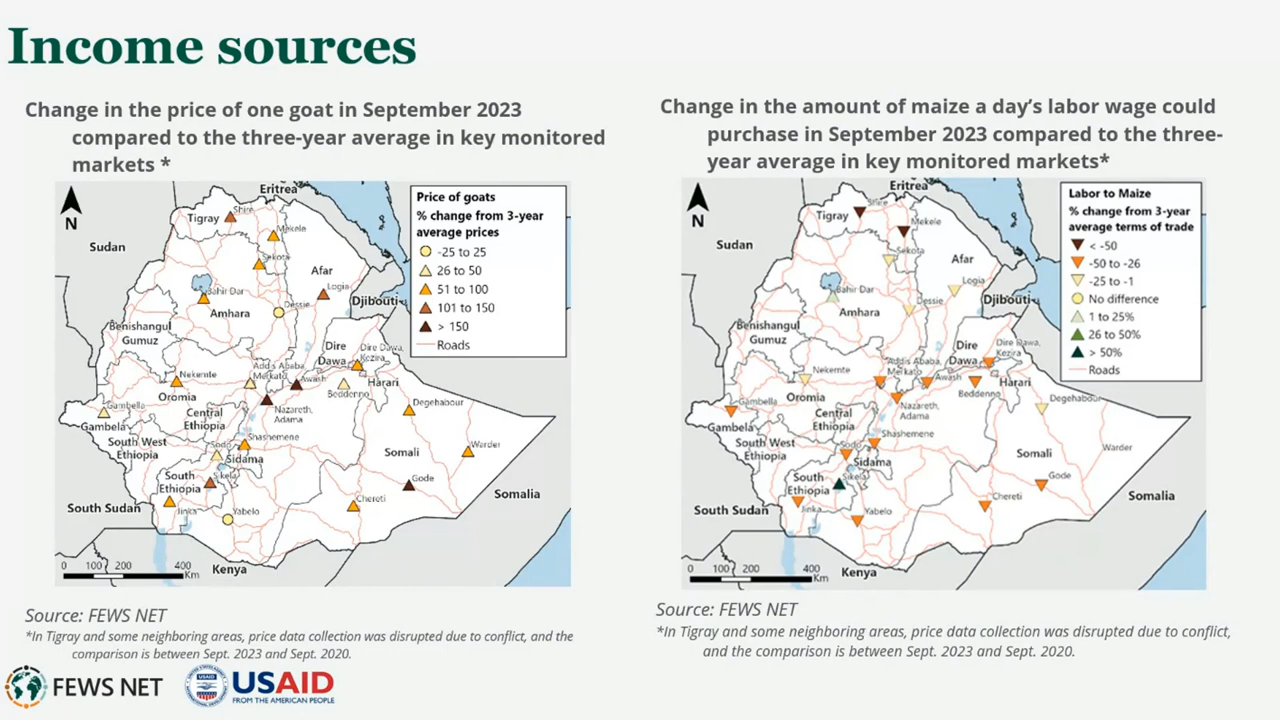 Income sources
Change in the price of one goat in September 2023
compared to the three-year average in key monitored
markets *
Eritrea
Shire
Tigray
N
Mekele
Sudan
Sekota
Afar
Logia
Bahir Dar
Djibouti
Dessie
Amhara
Benishangul
Gumuz
Dire
Dawa
Dire Dawa,
Kezira
Addis Ababa,
Merkato
Awash
Nekemte
Harari
Beddenno
Oromia
Gambella
Degehabour
Central
Ethiopia
Nazareth,
Adama
Gambela
South West
Ethiopia
Shashemene
Sodo
Warder
Sidama
Somali
South
Ethiopia
Sikela
Gode
Somalia
Chereti
South Sudan
Jinka
Yabelo
0 100 200 400
Km
Kenya
Price of goats
% change from 3-year
average prices
-25 to 25
26 to 50
51 to 100
101 to 150
> 150
Roads
Source: FEWS NET
*In Tigray and some neighboring areas, price data collection was disrupted due to conflict, and the
comparison is between Sept. 2023 and Sept. 2020.
Change in the amount of maize a day’s labor wage could
purchase in September 2023 compared to the three-
year average in key monitored markets*
Eritrea
Shire
Tigray
N
Mekele
Sudan
Sekota
Afar
Logia
Bahir Dar
Djibouti
Dessie
Amhara
Benishangul
Gumuz
Dire
Dawa
Dire Dawa,
Kezira
Addis Ababa,
Merkato
Awash
Nekemte
Harari
Beddenno
Oromia
Gambella
Degehabour
Central
Ethiopia
Nazareth,
Adama
Gambela
South West
Ethiopia
Shashemene
Sodo
Warder
Sidama
Somali
South
Ethiopia
Sikela
Gode
Somalia
Chereti
South Sudan
Jinka
Yabelo
0 100 200 400
Km
Kenya
Labor to Maize
% change from 3-year
average terms of trade
< -50
-50 to -26
-25 to -1
No difference
1 to 25%
26 to 50%
> 50%
Roads
Source: FEWS NET
*In Tigray and some neighboring areas, price data collection was disrupted due to conflict,
and the comparison is between Sept. 2023 and Sept. 2020.
FEWS NET
USAID
FROM THE AMERICAN PEOPLE